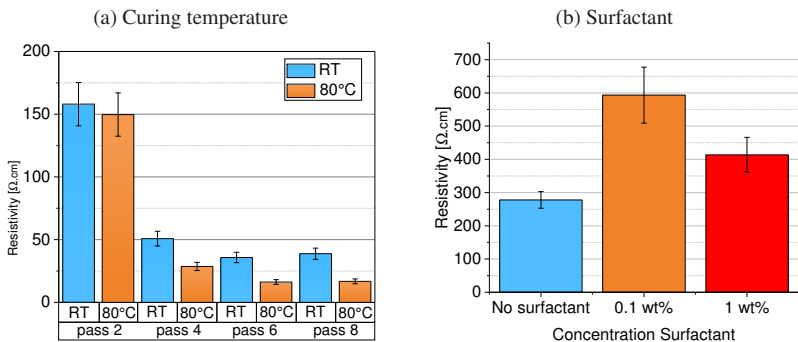 (a) Curing temperature
Resistivity [Ω.cm]
200
150
100
50
0
RT
80°C
RT 80°C RT 80°C RT 80°C RT 80°C
pass 2 pass 4 pass 6 pass 8
(b) Surfactant
Resistivity [Ω.cm]
700
600
500
400
300
200
100
0
No surfactant 0.1 wt% 1 wt%
Concentration Surfactant